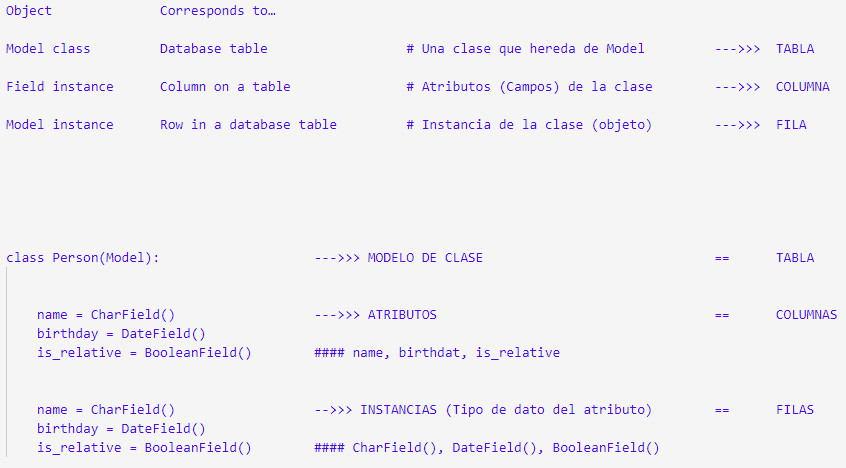 Object Corresponds to…
Model class Database table # Una clase que hereda de Model --->>> TABLA
Field instance Column on a table # Atributos (Campos) de la clase --->>> COLUMNA
Model instance Row in a database table # Instancia de la clase (objeto) --->>> FILA
class Person(Model): --->>> MODELO DE CLASE == TABLA
name = CharField() --->>> ATRIBUTOS == COLUMNAS
birthday = DateField()
is_relative = BooleanField() #### name, birthdat, is_relative
name = CharField() -->>> INSTANCIAS (Tipo de dato del atributo) == FILAS
birthday = DateField()
is_relative = BooleanField() #### CharField(), DateField(), BooleanField()